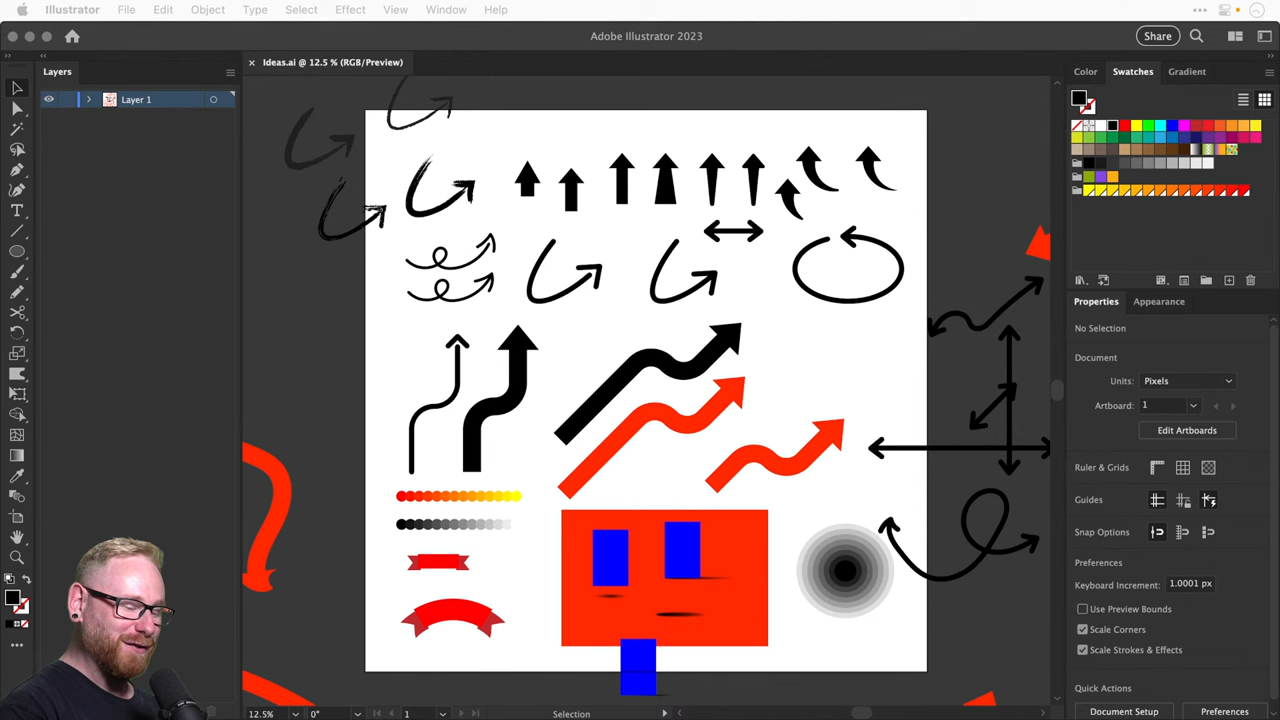 Illustrator File Edit Object Type Select Effect View Window Help
Adobe Illustrator 2023
Share
Layers
× Ideas.ai @ 12.5 % (RGB/Preview)
Color Swatches Gradient
Layer 1
Properties Appearance
No Selection
Document
Units: Pixels
Artboard: 1
Edit Artboards
Ruler & Grids
Guides
Snap Options
Preferences
Keyboard Increment: 1.0001 px
Use Preview Bounds
Scale Corners
Scale Strokes & Effects
Quick Actions
Document Setup Preferences
12.5% 0° 1 Selection